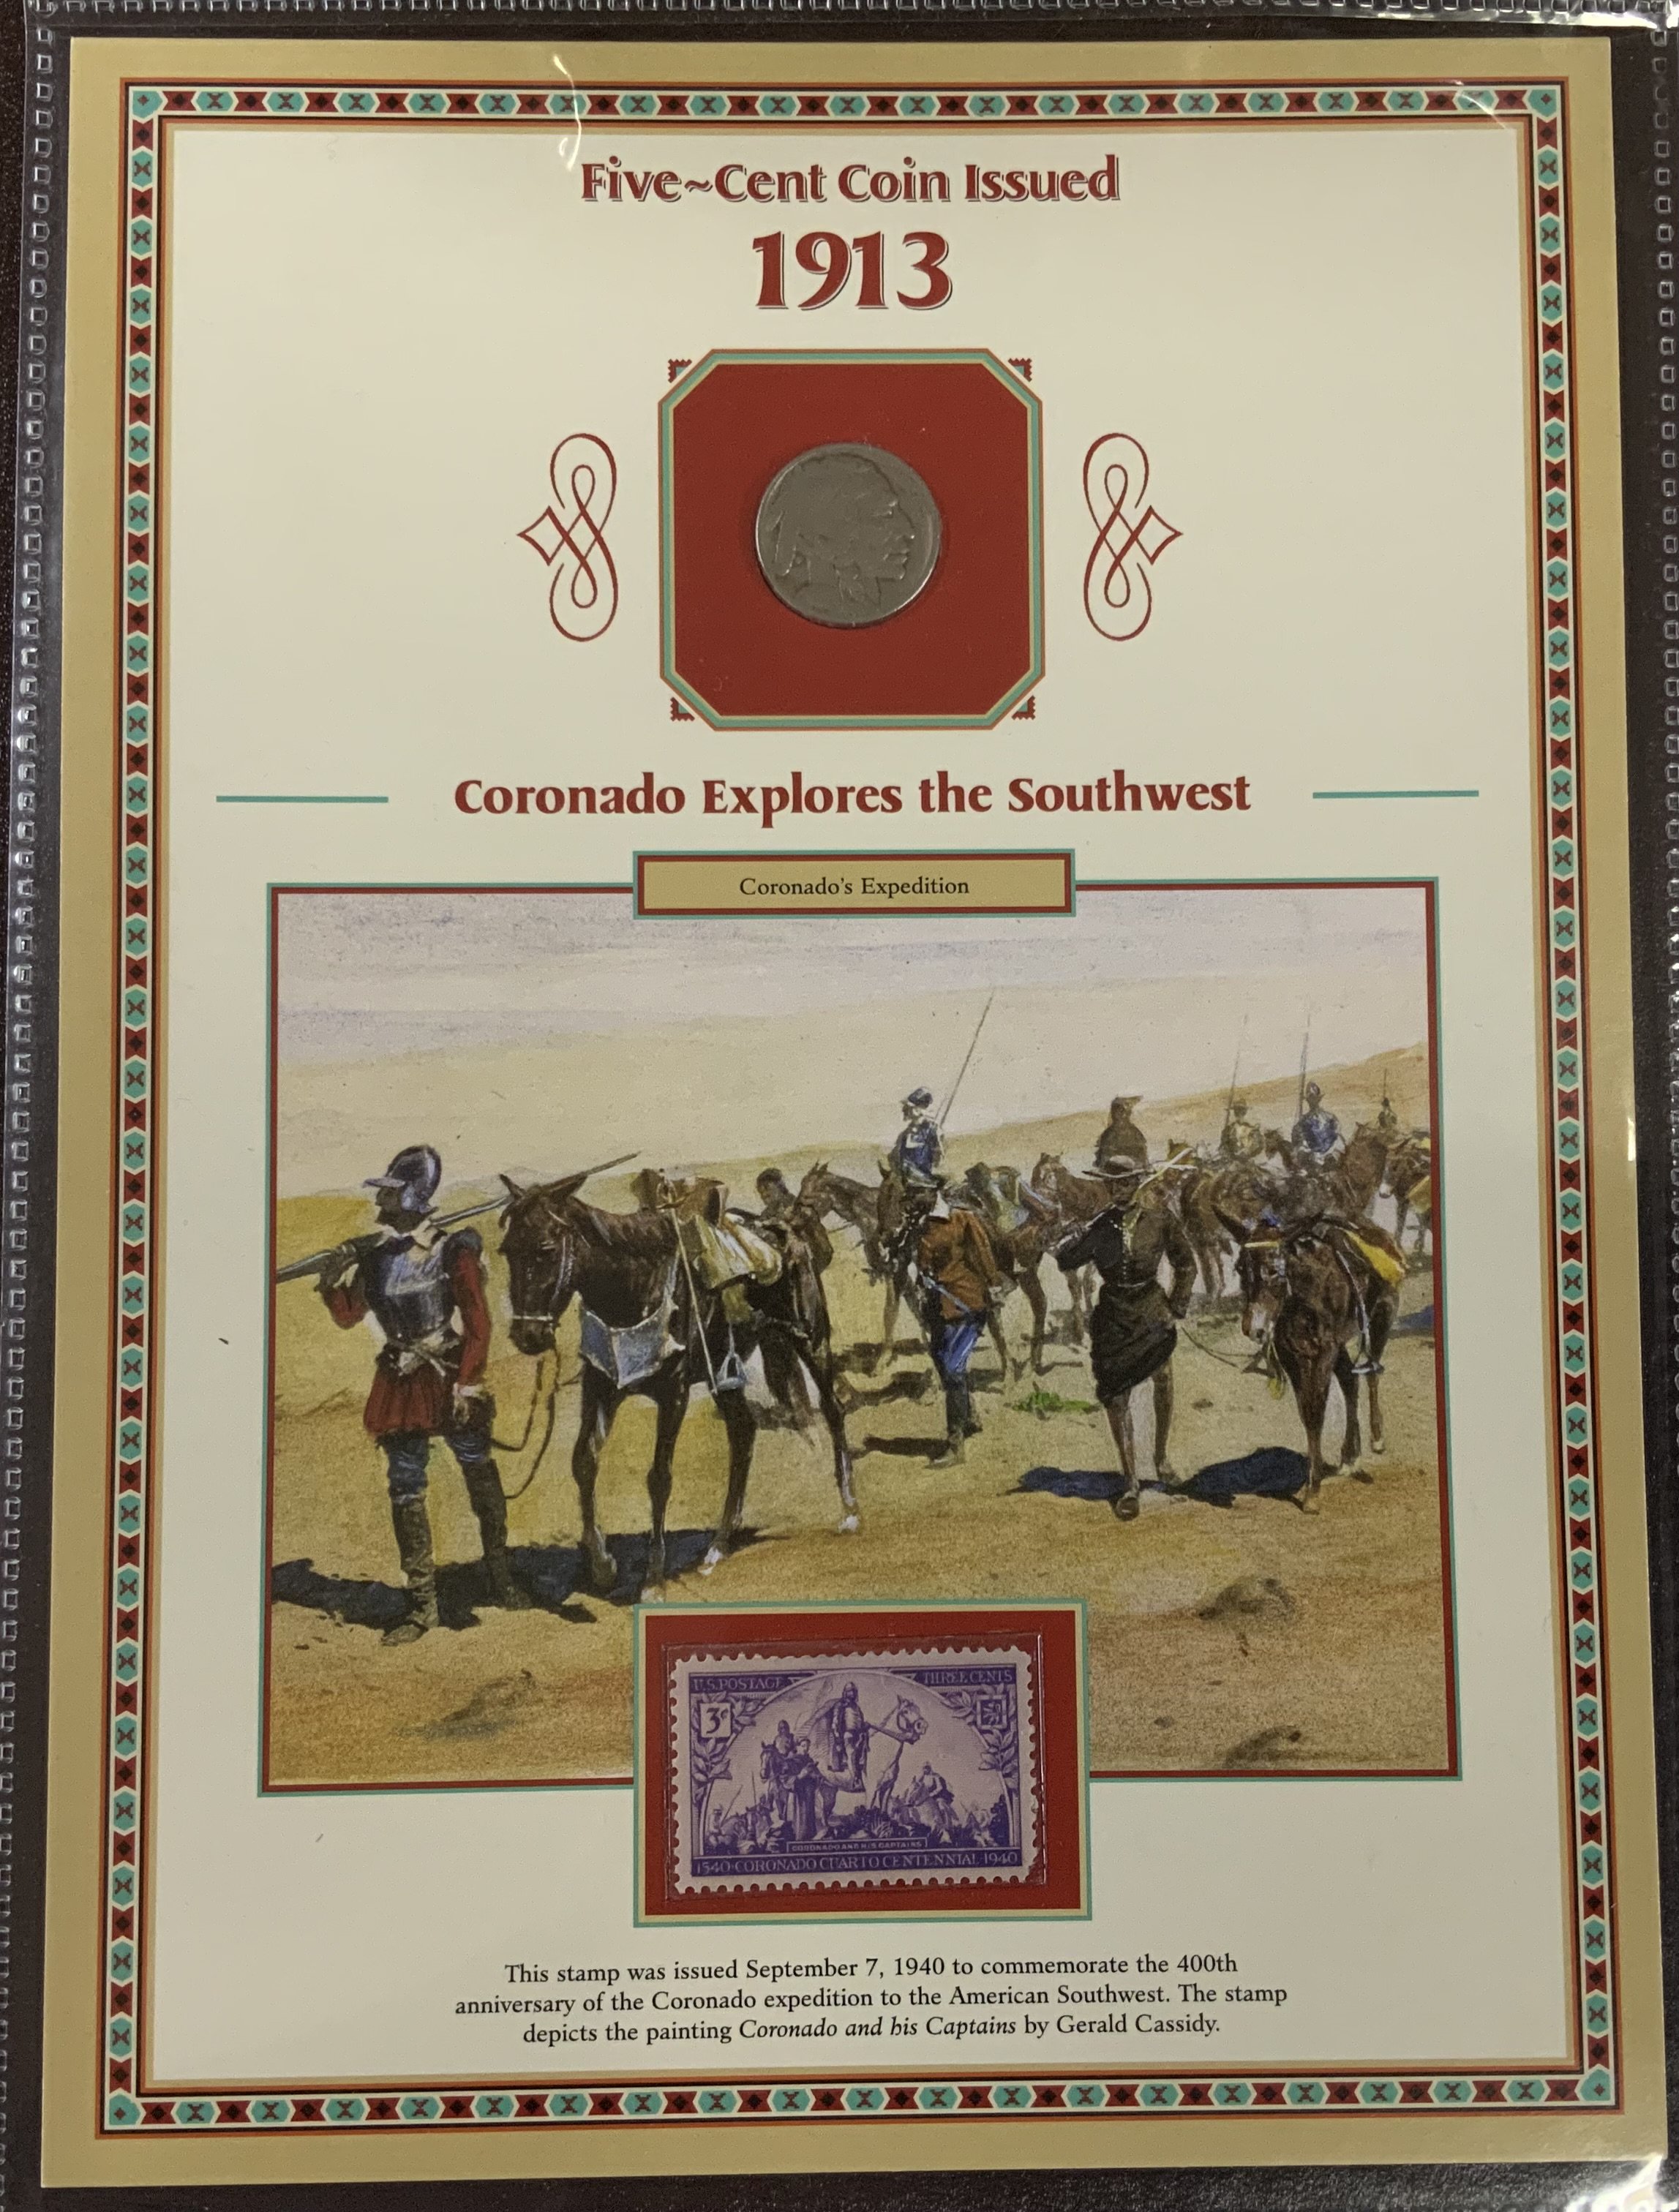 Five~Cent Coin Issued
1913
Coronado Explores the Southwest
Coronado's Expedition
U.S. POSTAGE THREE CENTS
3¢
CORONADO AND HIS CAPTAINS
1540·CORONADO CUARTO CENTENNIAL 1940
This stamp was issued September 7, 1940 to commemorate the 400th
anniversary of the Coronado expedition to the American Southwest. The stamp
depicts the painting Coronado and his Captains by Gerald Cassidy.